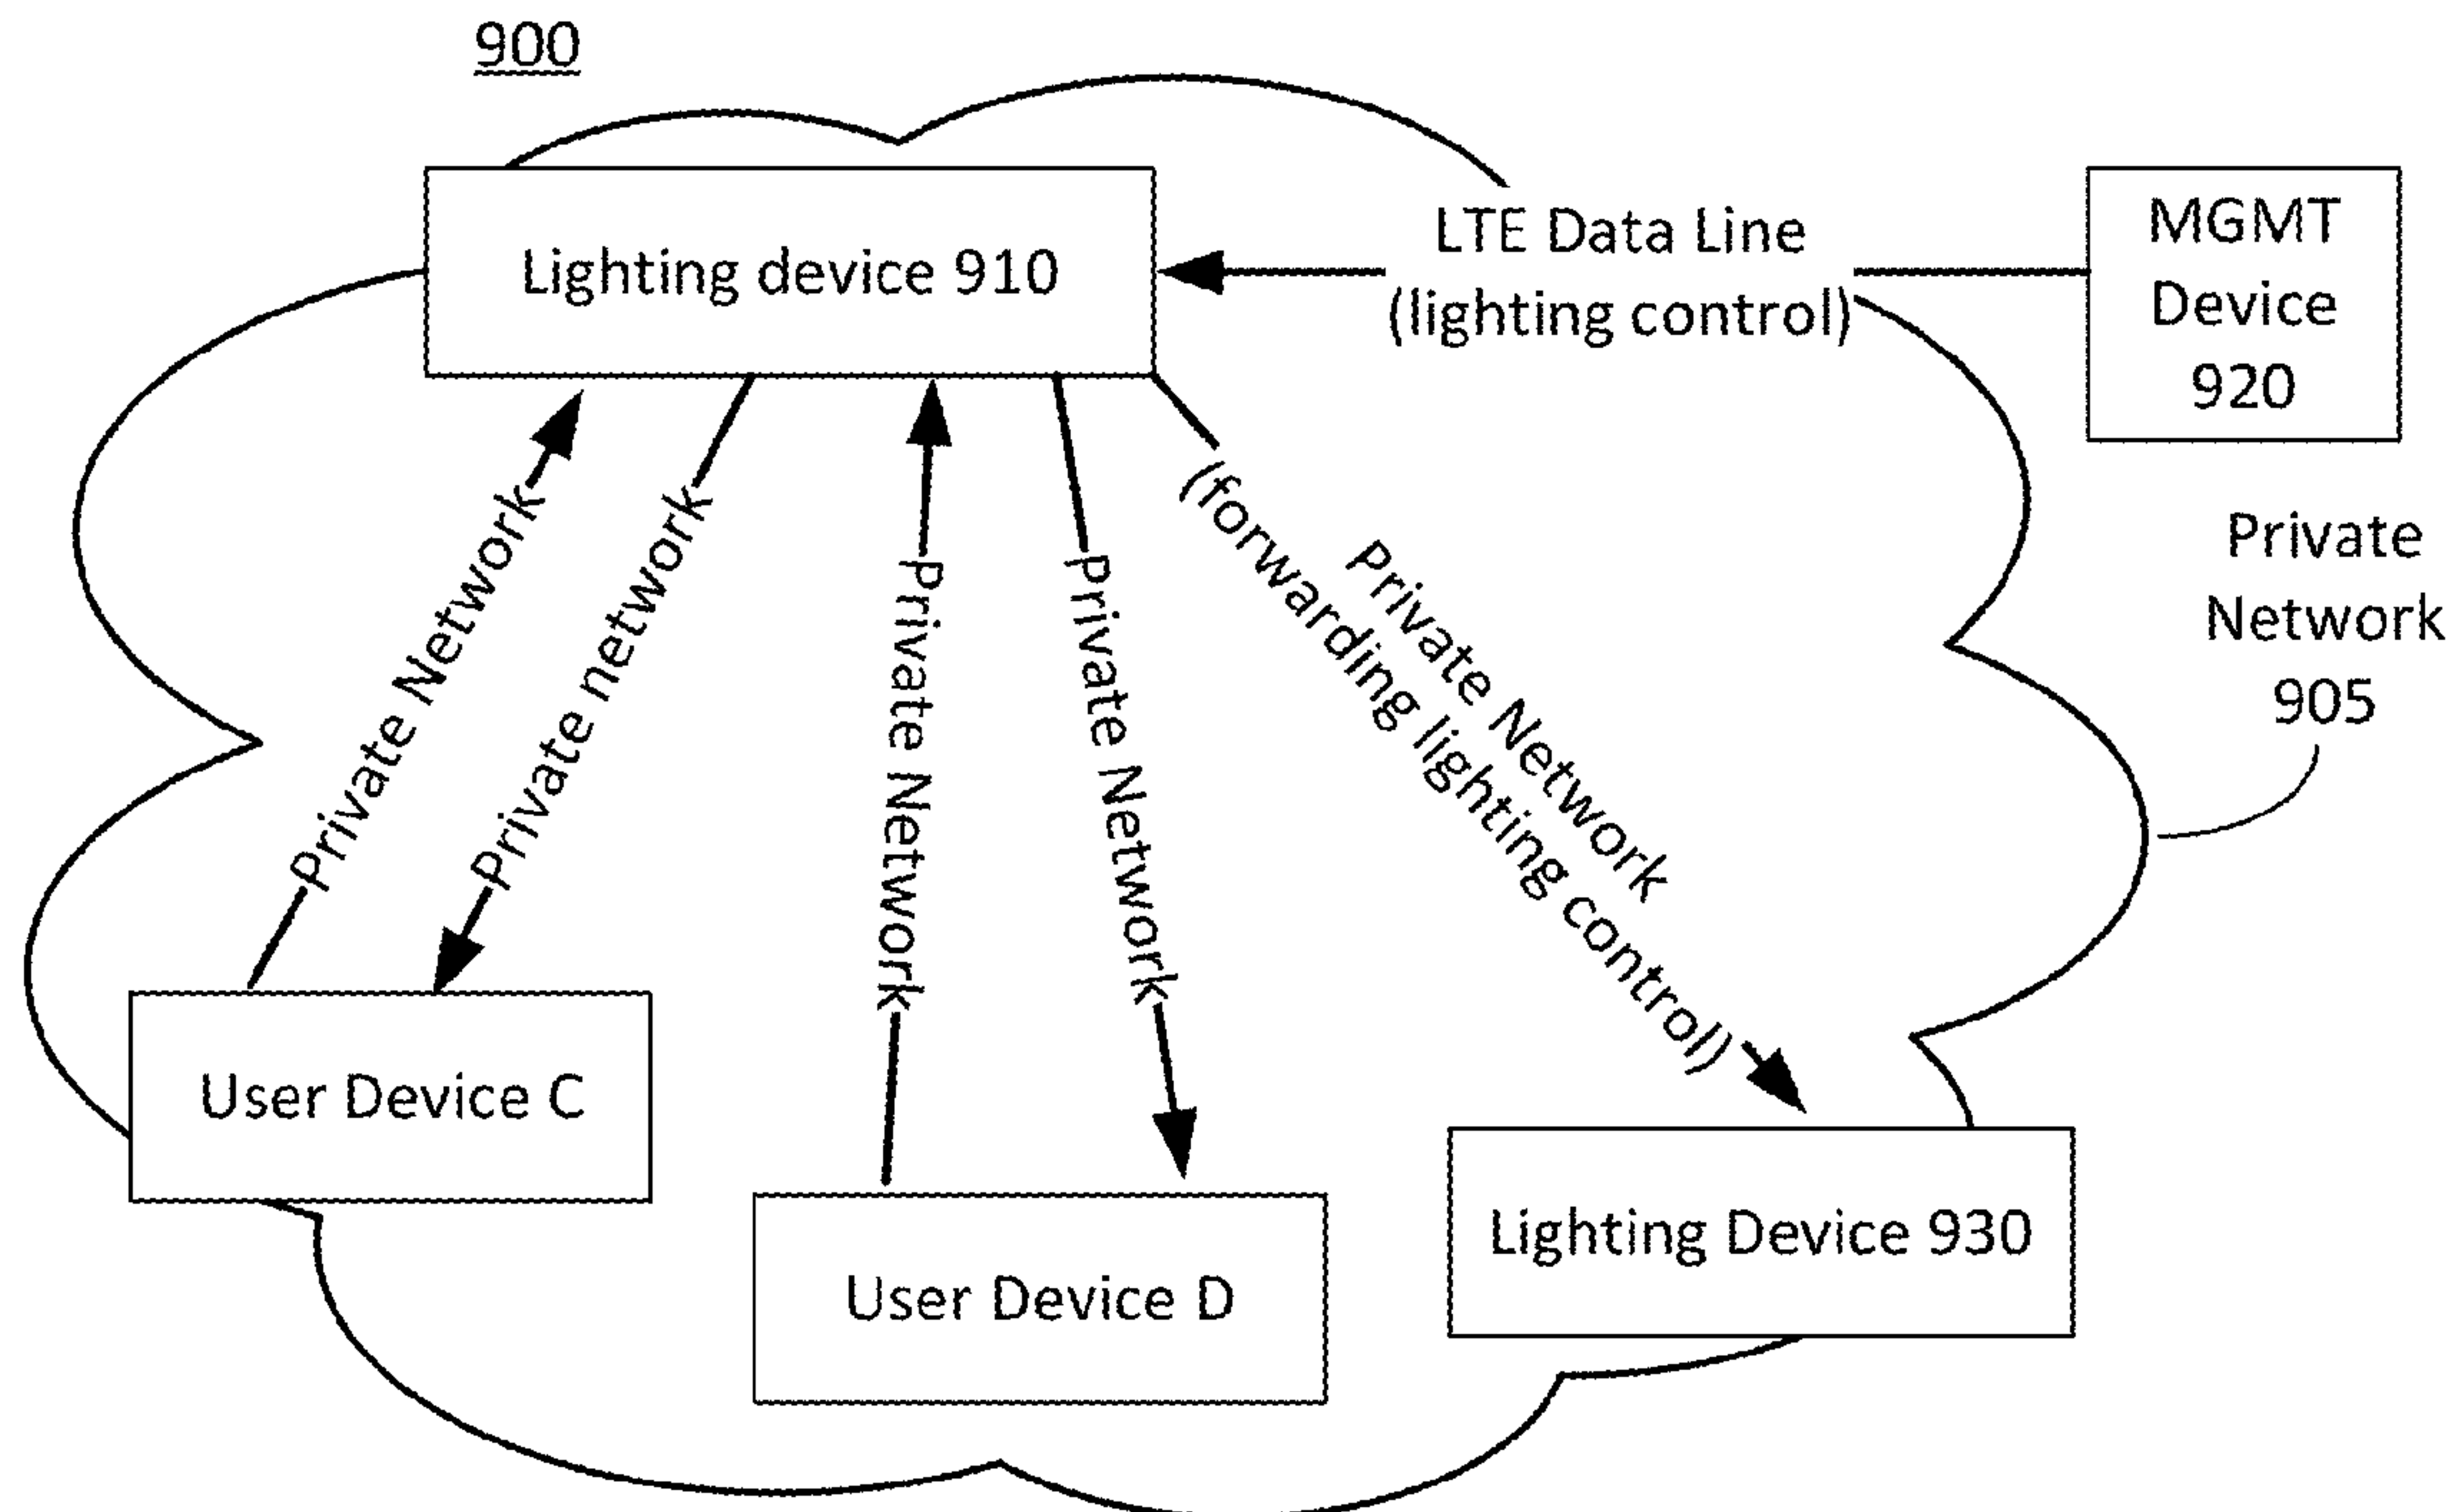 900
Lighting device 910
LTE Data Line
(lighting control)
MGMT
Device
920
Private
Network
905
Private Network
Private network
Private Network
Private Network
Private Network
(forwarding lighting control)
User Device C
User Device D
Lighting Device 930